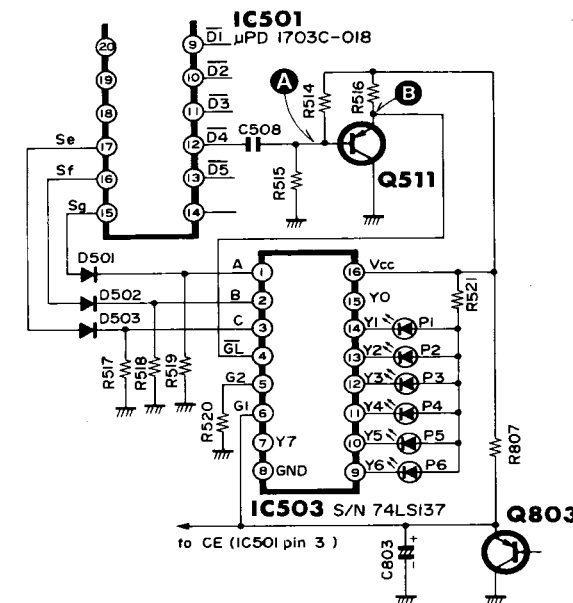 IC501
μPD 1703C-018
20
19
18
17
16
15
9
10
11
12
13
14
D1
D2
D3
D4
D5
Se
Sf
Sg
C508
A
R514
R516
B
R515
Q511
D501
D502
D503
R517
R518
R519
R520
A
B
C
GL
G2
G1
Y7
GND
1
2
3
4
5
6
7
8
16
15
14
13
12
11
10
9
Vcc
Y0
Y1
Y2
Y3
Y4
Y5
Y6
P1
P2
P3
P4
P5
P6
R521
R807
IC503 S/N 74LS137
Q803
to CE (IC501 pin 3)
C803
+
-